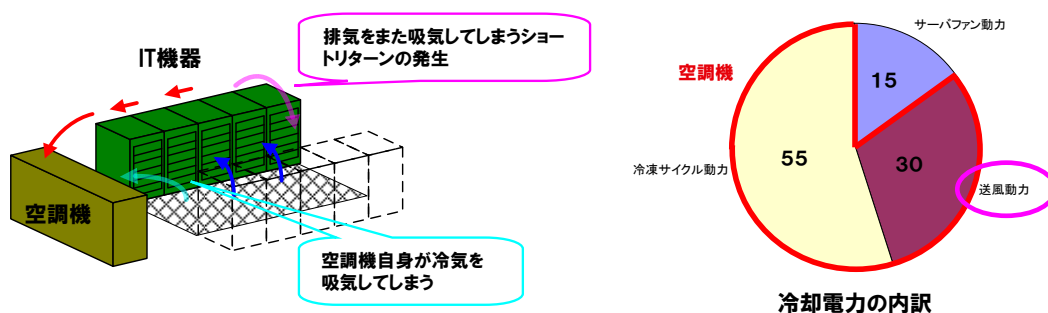 IT機器
排気をまた吸気してしまうショー
トリターンの発生
空調機
空調機自身が冷気を
吸気してしまう
サーバファン動力
空調機
15
冷凍サイクル動力
55
30
送風動力
冷却電力の内訳